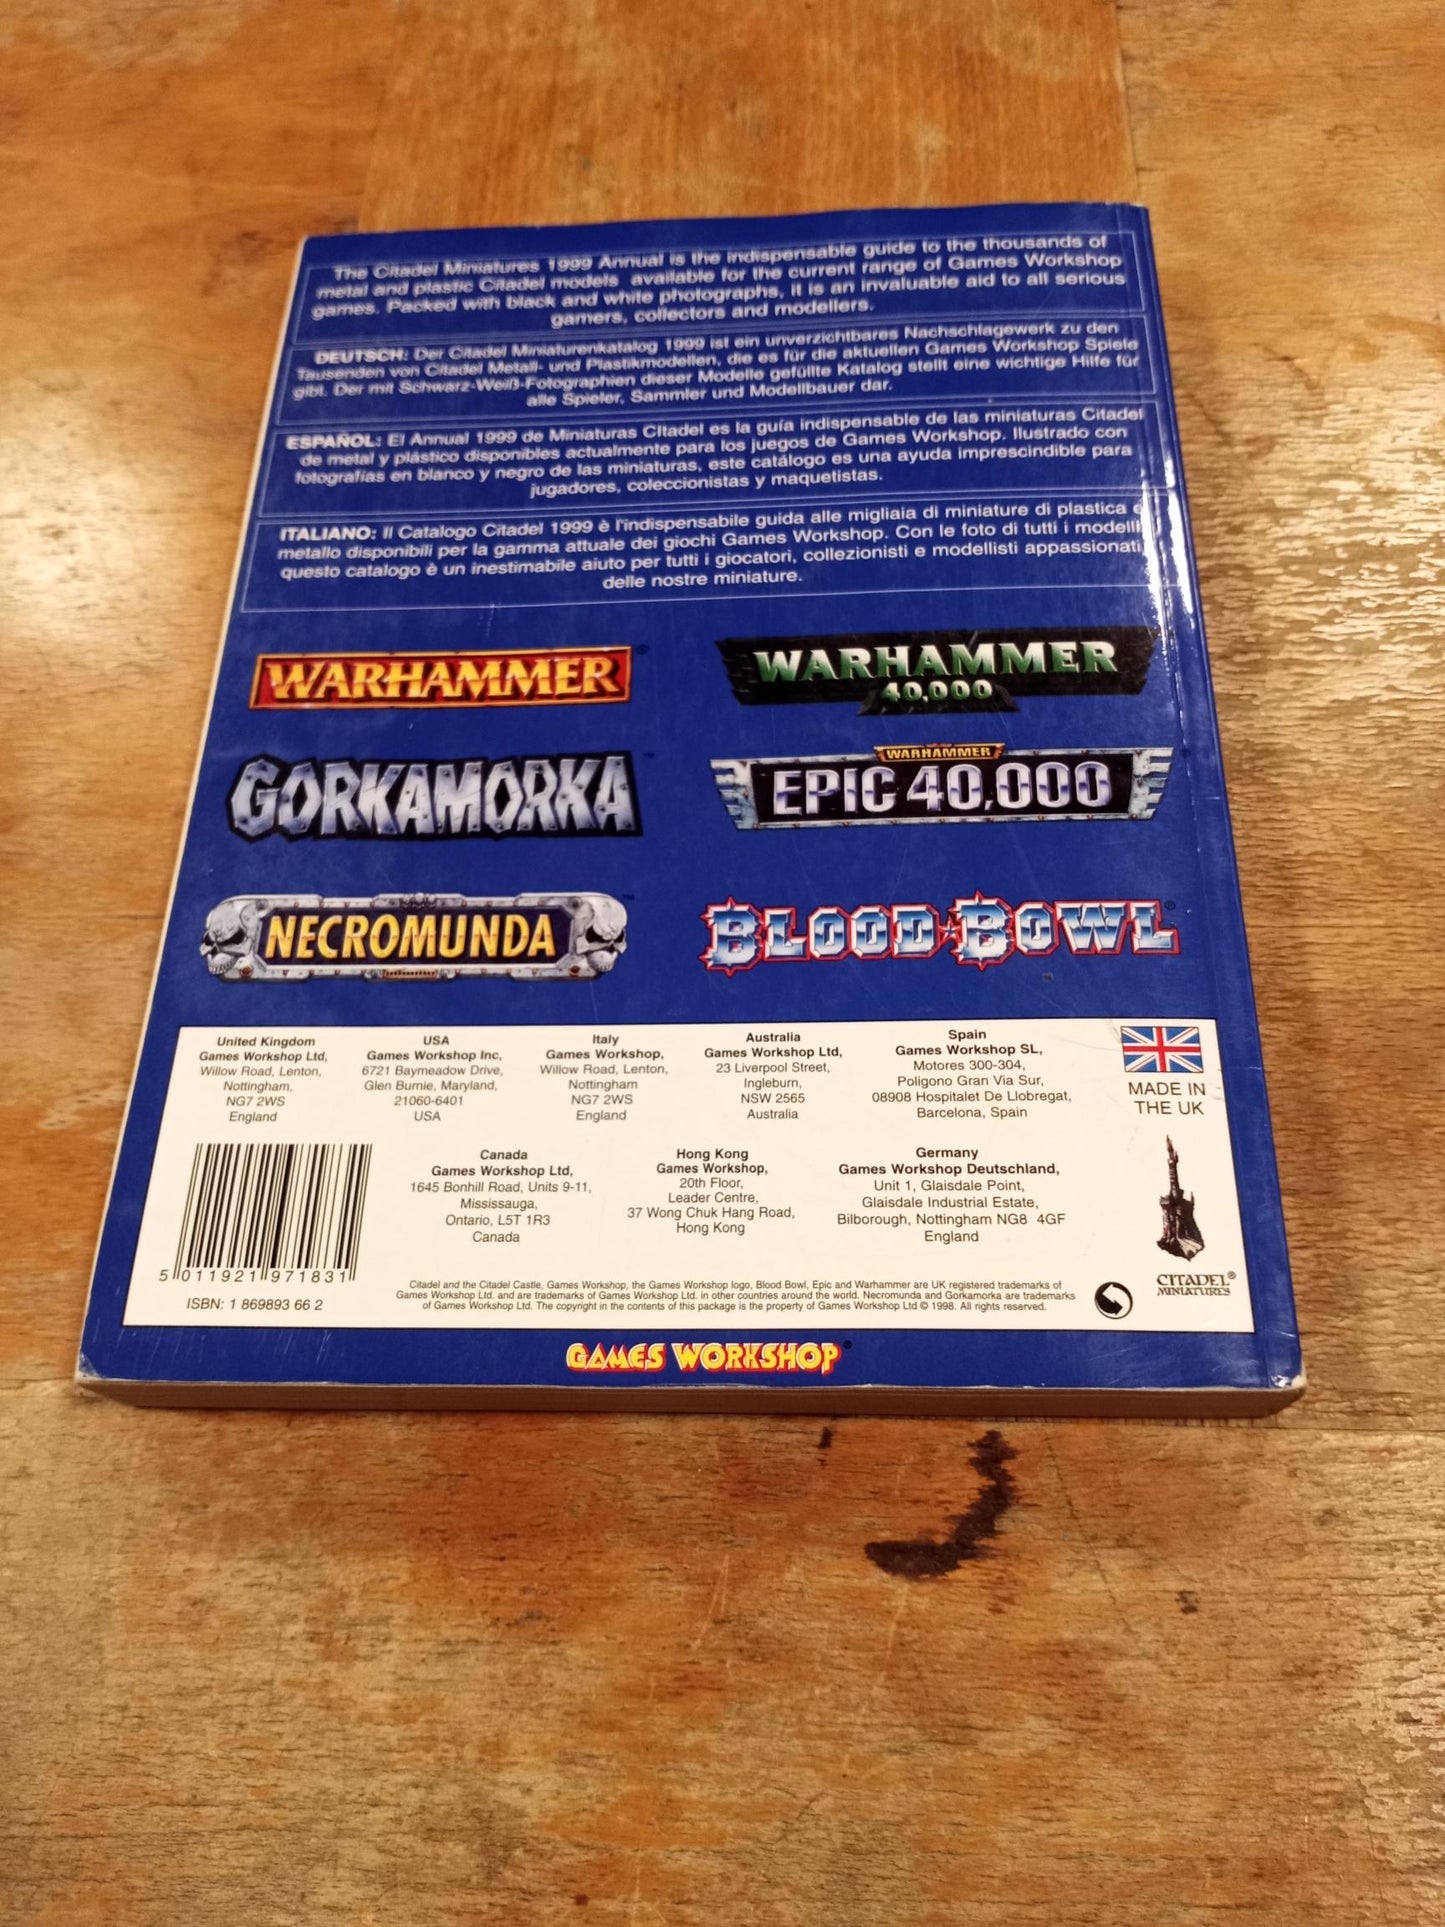 The Citadel Miniatures 1999 Annual is the indispensable guide to the thousands of
metal and plastic Citadel models available for the current range of Games Workshop
games. Packed with black and white photographs, it is an invaluable aid to all serious
gamers, collectors and modellers.
DEUTSCH: Der Citadel Miniaturenkatalog 1999 ist ein unverzichtbares Nachschlagewerk zu den
Tausenden von Citadel Metall- und Plastikmodellen, die es für die aktuellen Games Workshop Spiele
gibt. Der mit Schwarz-Weiß-Fotographien dieser Modelle gefüllte Katalog stellt eine wichtige Hilfe für
alle Spieler, Sammler und Modellbauer dar.
ESPAÑOL: El Annual 1999 de Miniaturas Citadel es la guía indispensable de las miniaturas Citadel
de metal y plástico disponibles actualmente para los juegos de Games Workshop. Ilustrado con
fotografías en blanco y negro de las miniaturas, este catálogo es una ayuda imprescindible para
jugadores, coleccionistas y maquetistas.
ITALIANO: Il Catalogo Citadel 1999 è l'indispensabile guida alle migliaia di miniature di plastica e
metallo disponibili per la gamma attuale dei giochi Games Workshop. Con le foto di tutti i modelli
questo catalogo è un inestimabile aiuto per tutti i giocatori, collezionisti e modellisti appassionati
delle nostre miniature.
WARHAMMER®
WARHAMMER
40,000
GORKAMORKA™
WARHAMMER
EPIC 40,000
NECROMUNDA™
BLOOD BOWL®
United Kingdom
Games Workshop Ltd,
Willow Road, Lenton,
Nottingham,
NG7 2WS
England
USA
Games Workshop Inc,
6721 Baymeadow Drive,
Glen Burnie, Maryland,
21060-6401
USA
Italy
Games Workshop,
Willow Road, Lenton,
Nottingham
NG7 2WS
England
Australia
Games Workshop Ltd,
23 Liverpool Street,
Ingleburn,
NSW 2565
Australia
Spain
Games Workshop SL,
Motores 300-304,
Poligono Gran Via Sur,
08908 Hospitalet De Llobregat,
Barcelona, Spain
MADE IN
THE UK
Canada
Games Workshop Ltd,
1645 Bonhill Road, Units 9-11,
Mississauga,
Ontario, L5T 1R3
Canada
Hong Kong
Games Workshop,
20th Floor,
Leader Centre,
37 Wong Chuk Hang Road,
Hong Kong
Germany
Games Workshop Deutschland,
Unit 1, Glaisdale Point,
Glaisdale Industrial Estate,
Bilborough, Nottingham NG8 4GF
England
5 011921 971831
ISBN: 1 869893 66 2
Citadel and the Citadel Castle, Games Workshop, the Games Workshop logo, Blood Bowl, Epic and Warhammer are UK registered trademarks of
Games Workshop Ltd. and are trademarks of Games Workshop Ltd. in other countries around the world. Necromunda and Gorkamorka are trademarks
of Games Workshop Ltd. The copyright in the contents of this package is the property of Games Workshop Ltd © 1998. All rights reserved.
CITADEL®
MINIATURES
GAMES WORKSHOP®